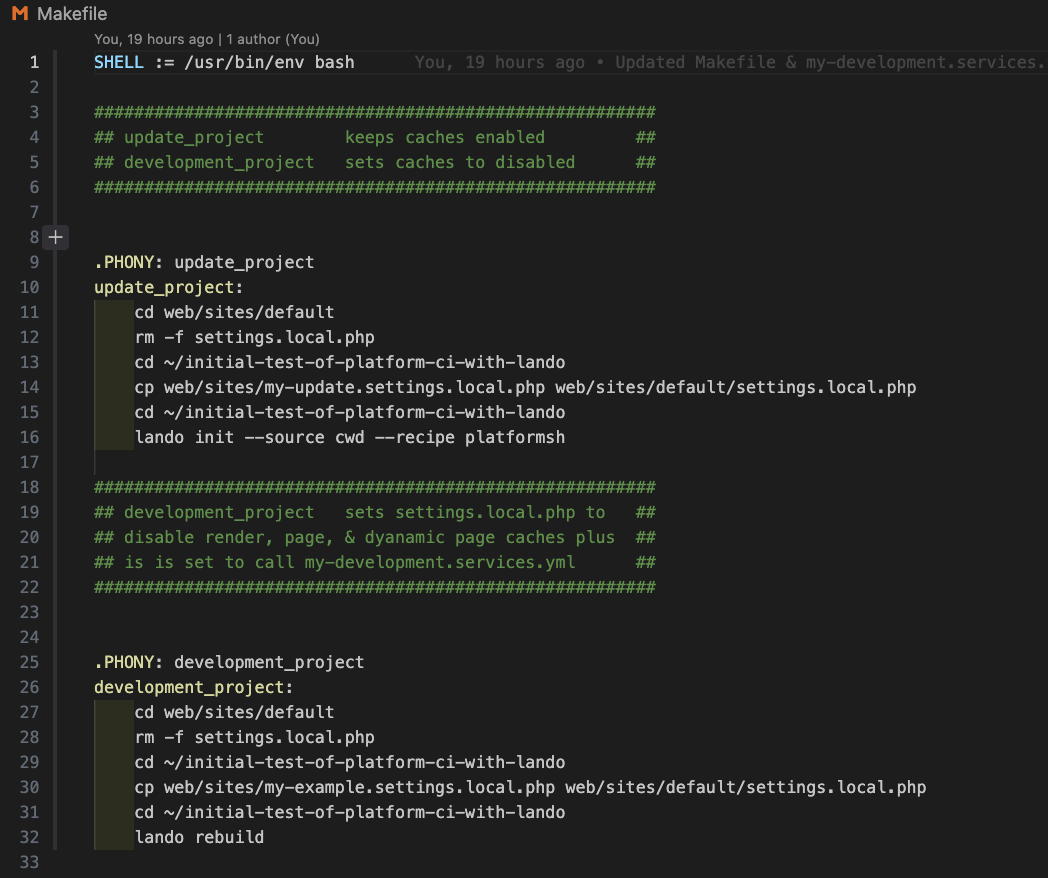 M Makefile
You, 19 hours ago | 1 author (You)
1 SHELL := /usr/bin/env bash You, 19 hours ago • Updated Makefile & my-development.services.
2
3 ########################################################
4 ## update_project keeps caches enabled ##
5 ## development_project sets caches to disabled ##
6 ########################################################
7
8 +
9 .PHONY: update_project
10 update_project:
11 cd web/sites/default
12 rm -f settings.local.php
13 cd ~/initial-test-of-platform-ci-with-lando
14 cp web/sites/my-update.settings.local.php web/sites/default/settings.local.php
15 cd ~/initial-test-of-platform-ci-with-lando
16 lando init --source cwd --recipe platformsh
17
18 ########################################################
19 ## development_project sets settings.local.php to ##
20 ## disable render, page, & dyanamic page caches plus ##
21 ## is is set to call my-development.services.yml ##
22 ########################################################
23
24
25 .PHONY: development_project
26 development_project:
27 cd web/sites/default
28 rm -f settings.local.php
29 cd ~/initial-test-of-platform-ci-with-lando
30 cp web/sites/my-example.settings.local.php web/sites/default/settings.local.php
31 cd ~/initial-test-of-platform-ci-with-lando
32 lando rebuild
33